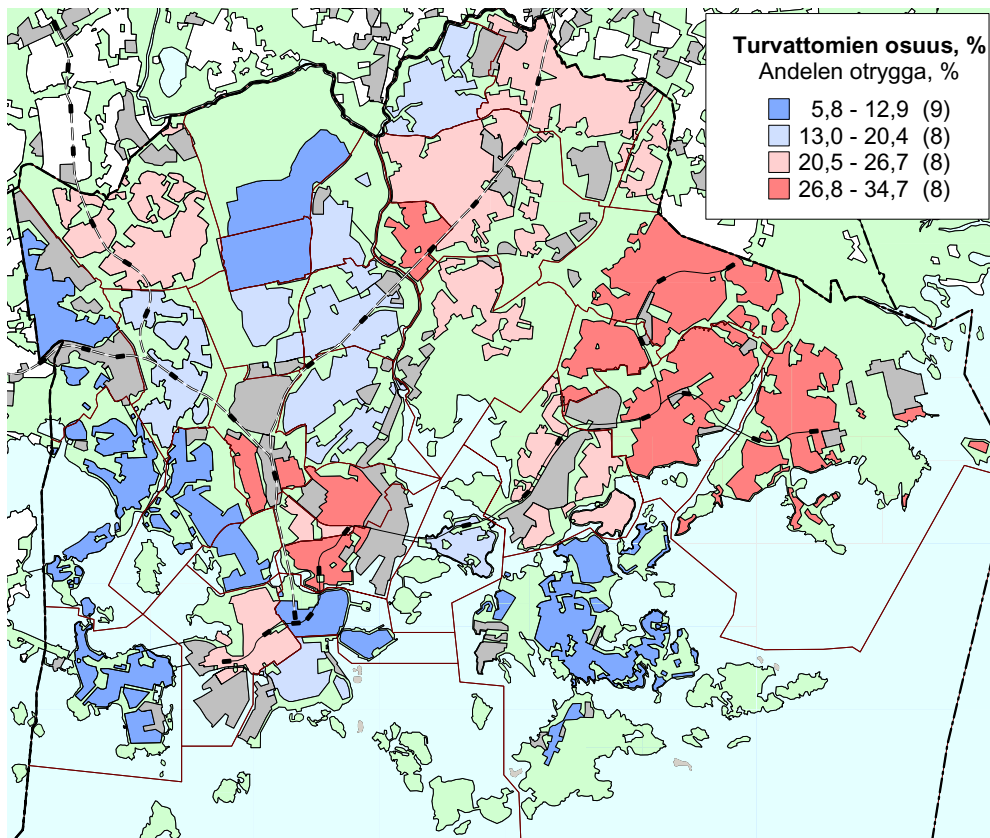 Turvattomien osuus, %
Andelen otrygga, %
5,8 - 12,9 (9)
13,0 - 20,4 (8)
20,5 - 26,7 (8)
26,8 - 34,7 (8)